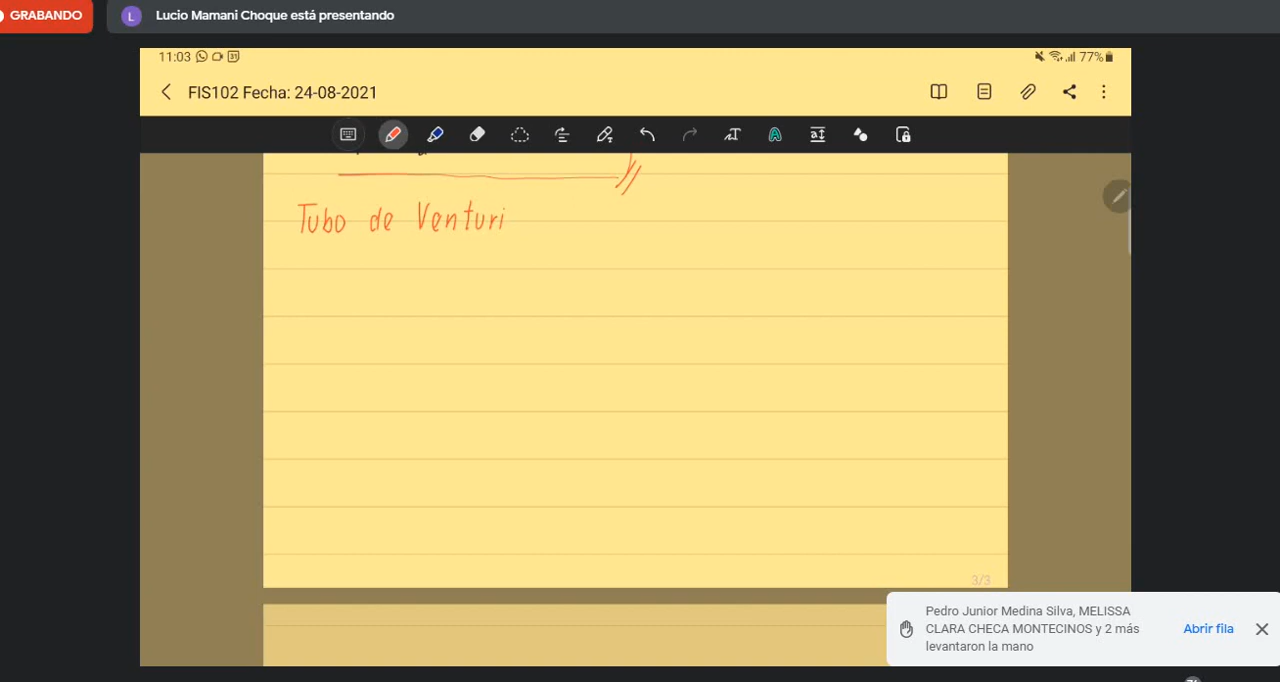 GRABANDO
L
Lucio Mamani Choque está presentando
11:03
31
77%
FIS102 Fecha: 24-08-2021
Tubo de Venturi
3/3
Pedro Junior Medina Silva, MELISSA
CLARA CHECA MONTECINOS y 2 más
levantaron la mano
Abrir fila